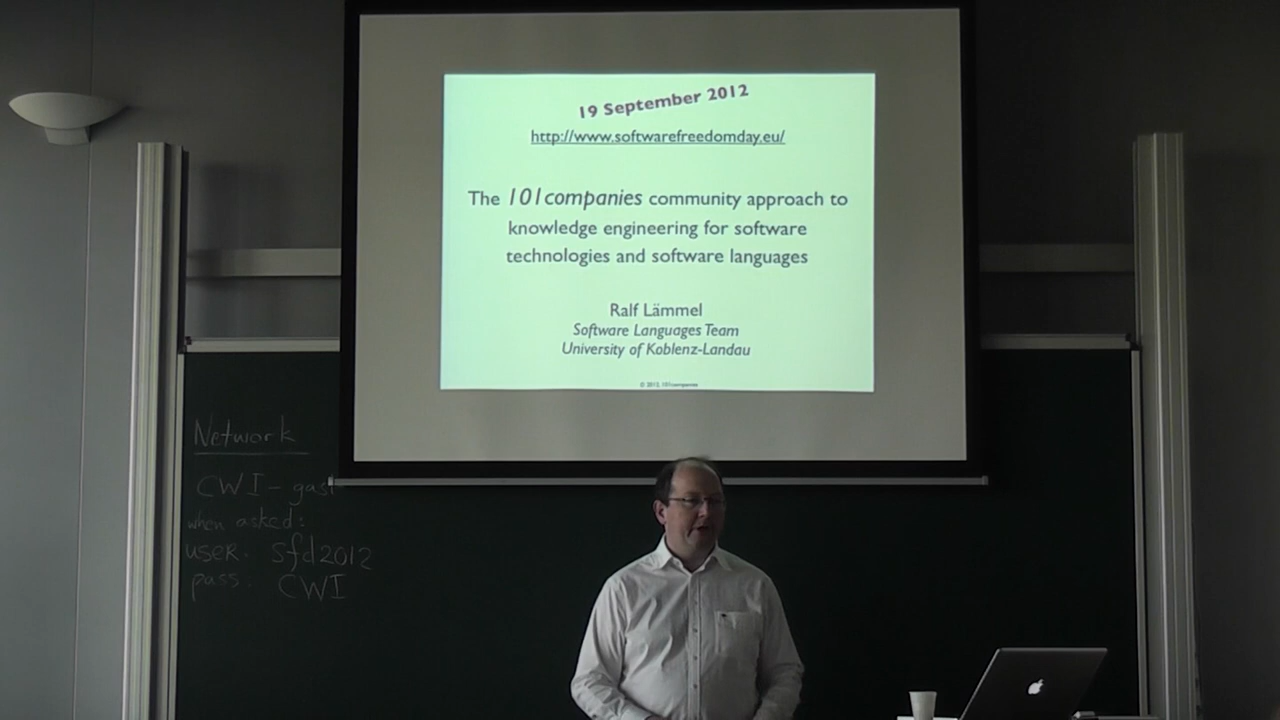 19 September 2012
http://www.softwarefreedomday.eu/
The 101companies community approach to
knowledge engineering for software
technologies and software languages
Ralf Lämmel
Software Languages Team
University of Koblenz-Landau
© 2012, 101companies
Network
CWI-gast
when asked:
user: sfd2012
pass: CWI